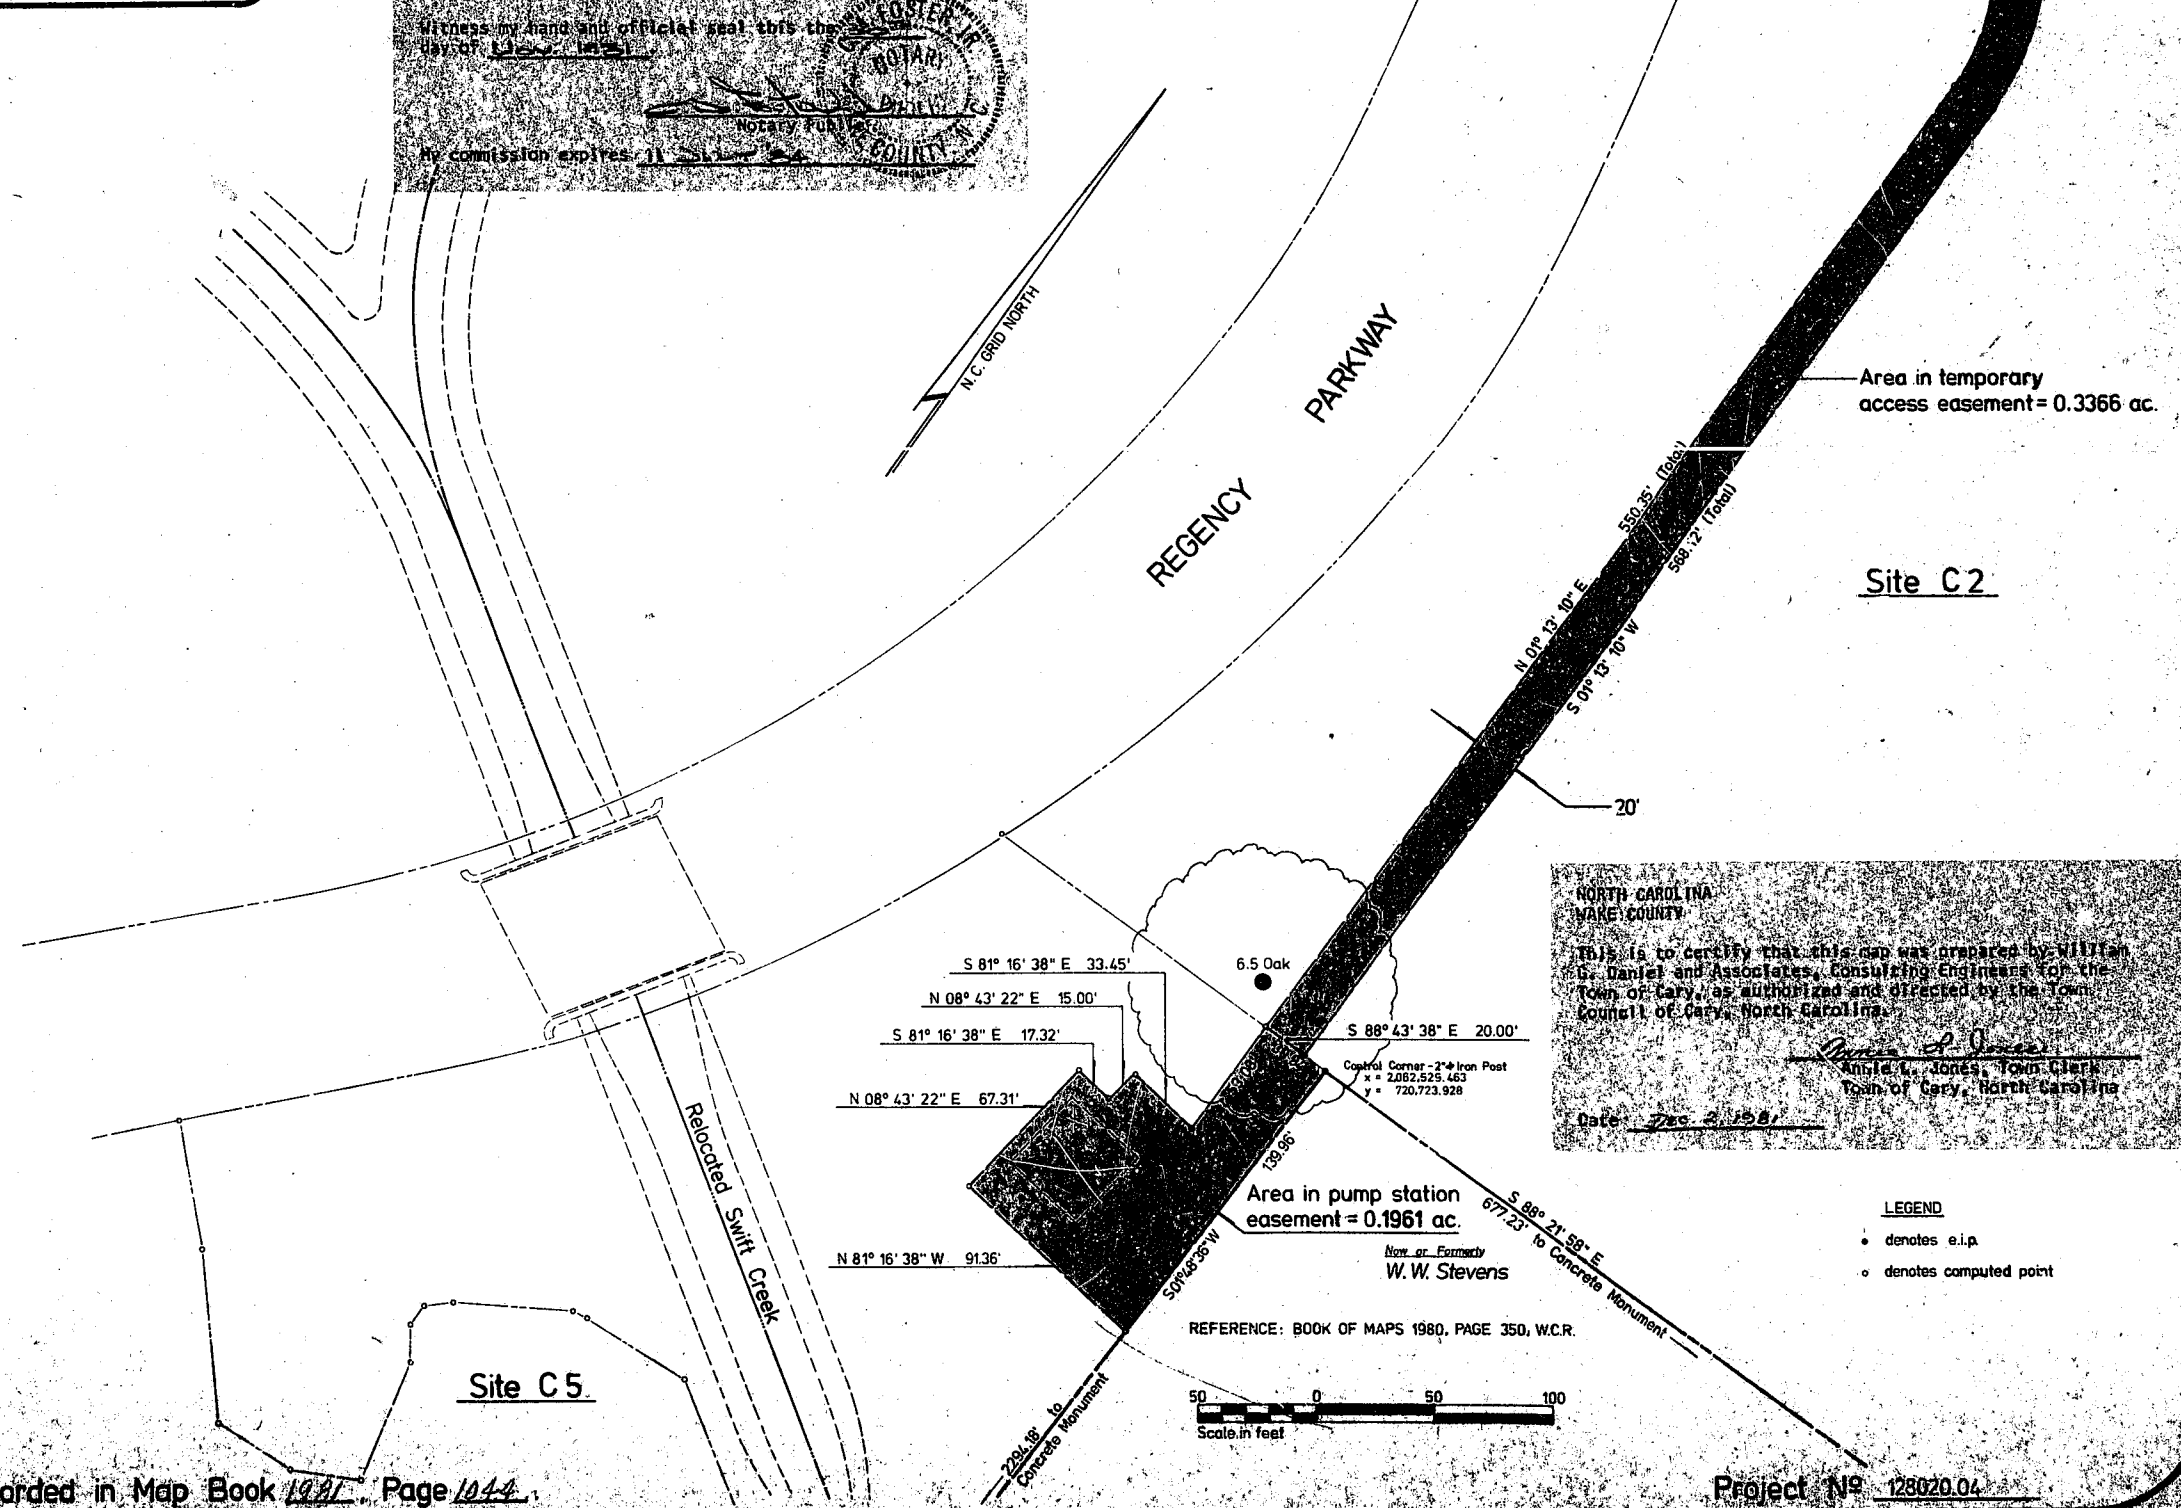 Witness my hand and official seal this the
day of Nov. 1981.
FOSTER JR.
NOTARY
PUBLIC
COUNTY, N.C.
Notary Public
My commission expires 11
N.C. GRID NORTH
REGENCY PARKWAY
Area in temporary
access easement = 0.3366 ac.
550.35' (Total)
568.12' (Total)
Site C2
N 01° 13' 10" E
S 01° 13' 10" W
20'
NORTH CAROLINA
WAKE COUNTY
This is to certify that this map was prepared by William
G. Daniel and Associates, Consulting Engineers for the
Town of Cary, as authorized and directed by the Town
Council of Cary, North Carolina.
Annie L. Jones, Town Clerk
Town of Cary, North Carolina
Date Dec 2, 1981
6.5 Oak
S 81° 16' 38" E 33.45'
N 08° 43' 22" E 15.00'
S 81° 16' 38" E 17.32'
N 08° 43' 22" E 67.31'
N 81° 16' 38" W 91.36'
S 88° 43' 38" E 20.00'
Control Corner - 2" Iron Post
x = 2,062,525.463
y = 720,723.928
139.96'
S 01° 48' 36" W
Area in pump station
easement = 0.1961 ac.
Now or Formerly
W. W. Stevens
S 88° 21' 58" E
677.23' to Concrete Monument
LEGEND
denotes e.i.p.
denotes computed point
Relocated Swift Creek
REFERENCE: BOOK OF MAPS 1980, PAGE 350, W.C.R.
50 0 50 100
Scale in feet
2294.18' to
Concrete Monument
Site C5
orded in Map Book 1981, Page 1044.
Project Nº 128020.04